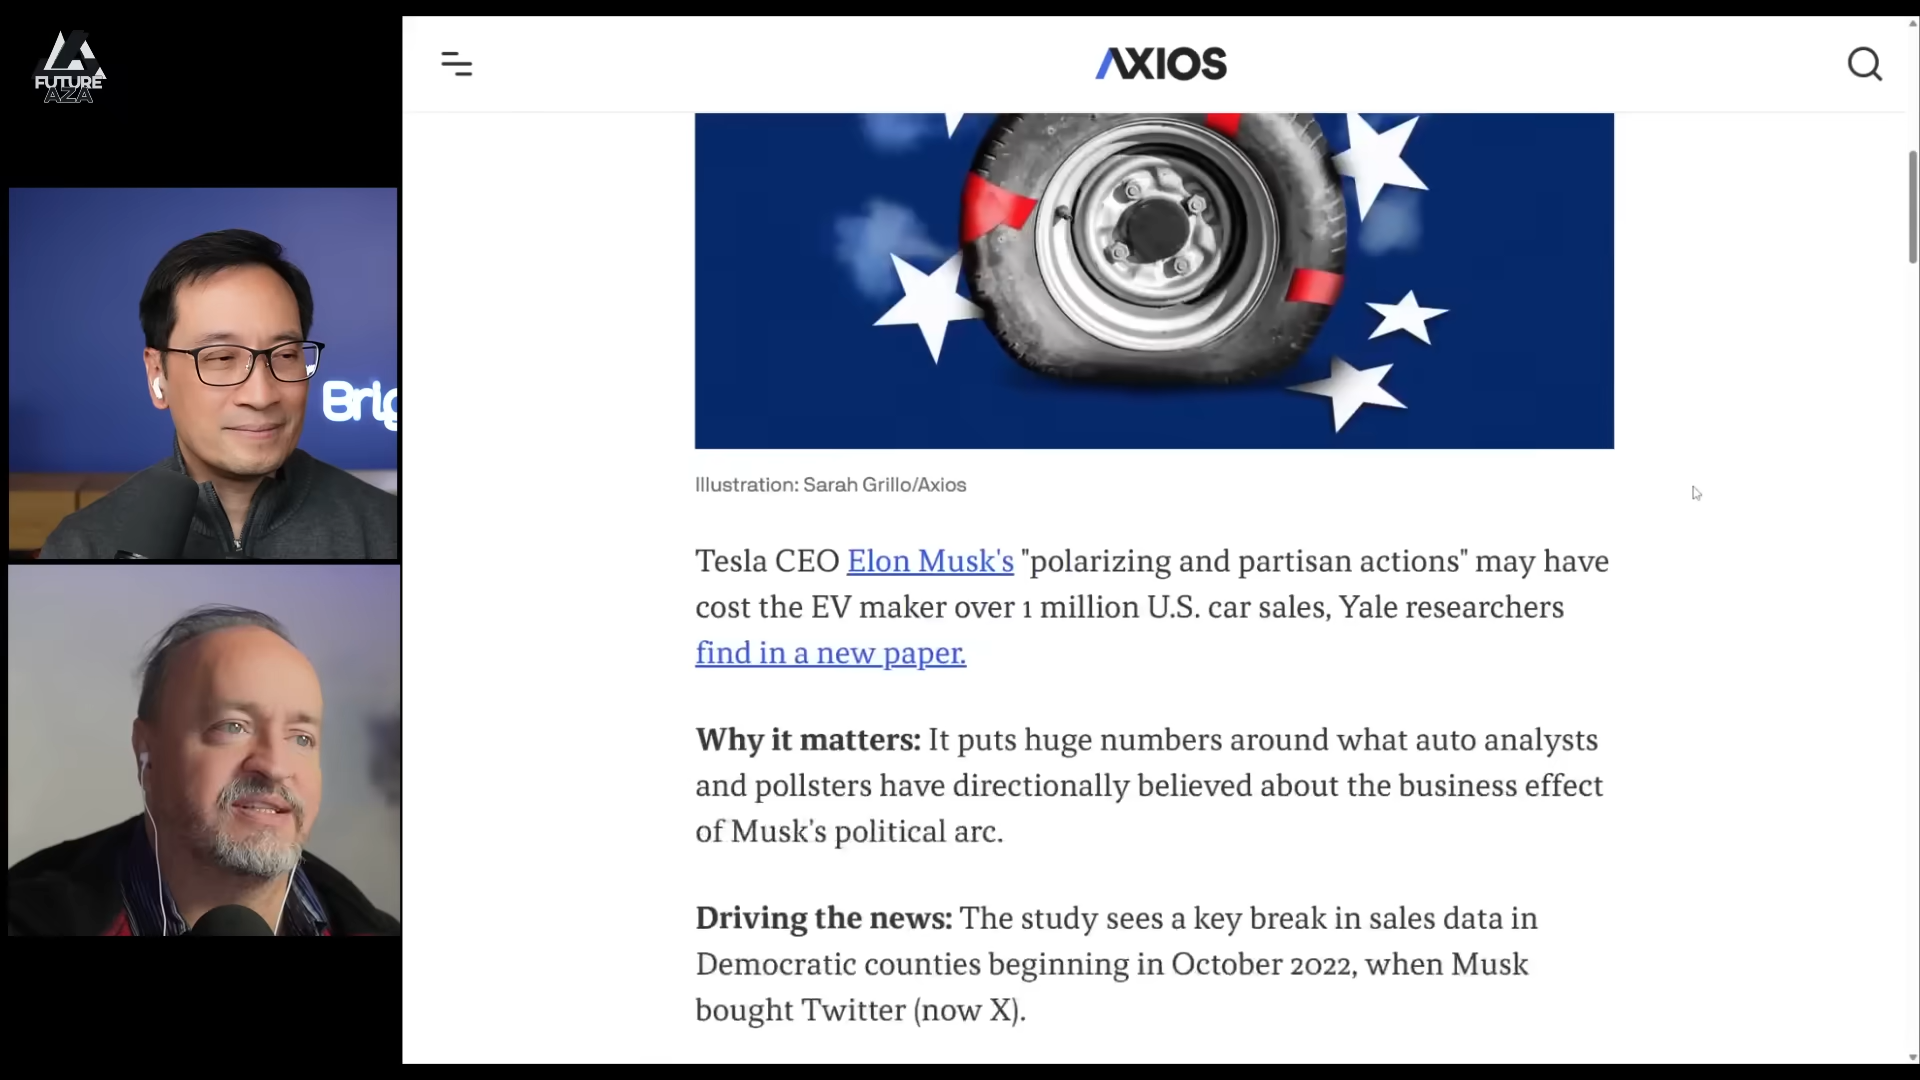 FUTURE
AZA
AXIOS
Brig
Illustration: Sarah Grillo/Axios
Tesla CEO Elon Musk's "polarizing and partisan actions" may have
cost the EV maker over 1 million U.S. car sales, Yale researchers
find in a new paper.
Why it matters: It puts huge numbers around what auto analysts
and pollsters have directionally believed about the business effect
of Musk's political arc.
Driving the news: The study sees a key break in sales data in
Democratic counties beginning in October 2022, when Musk
bought Twitter (now X).